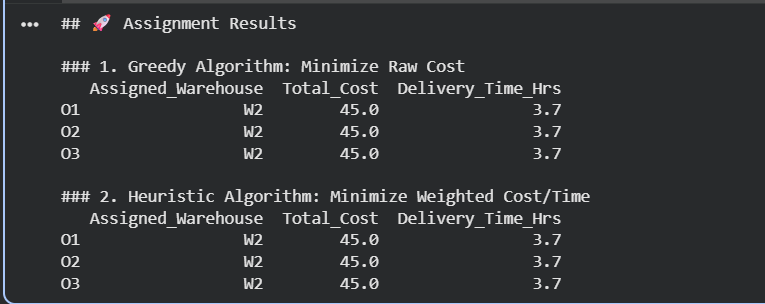 ••• ## 🚀 Assignment Results
### 1. Greedy Algorithm: Minimize Raw Cost
Assigned_Warehouse Total_Cost Delivery_Time_Hrs
O1 W2 45.0 3.7
O2 W2 45.0 3.7
O3 W2 45.0 3.7
### 2. Heuristic Algorithm: Minimize Weighted Cost/Time
Assigned_Warehouse Total_Cost Delivery_Time_Hrs
O1 W2 45.0 3.7
O2 W2 45.0 3.7
O3 W2 45.0 3.7